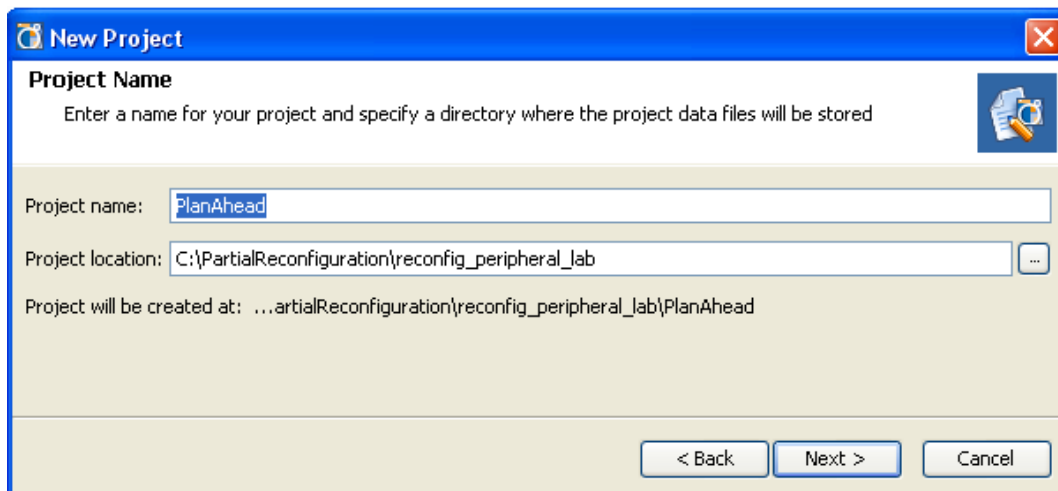 New Project
Project Name
Enter a name for your project and specify a directory where the project data files will be stored
Project name: PlanAhead
Project location: C:\PartialReconfiguration\reconfig_peripheral_lab ...
Project will be created at: ...artialReconfiguration\reconfig_peripheral_lab\PlanAhead
< Back Next > Cancel